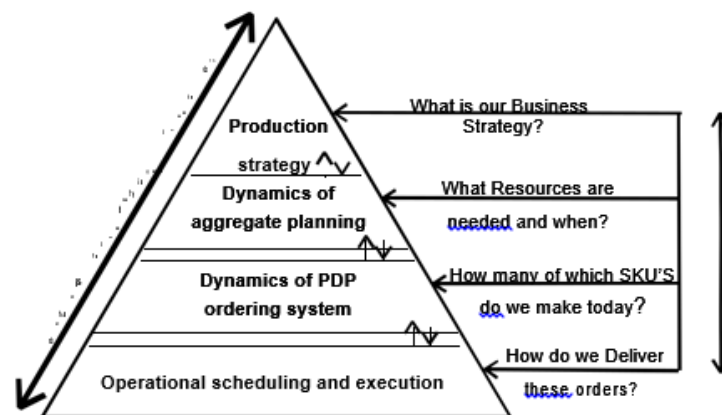 Production
strategy
Dynamics of
aggregate planning
Dynamics of PDP
ordering system
Operational scheduling and execution
What is our Business
Strategy?
What Resources are
needed and when?
How many of which SKU'S
do we make today?
How do we Deliver
these orders?